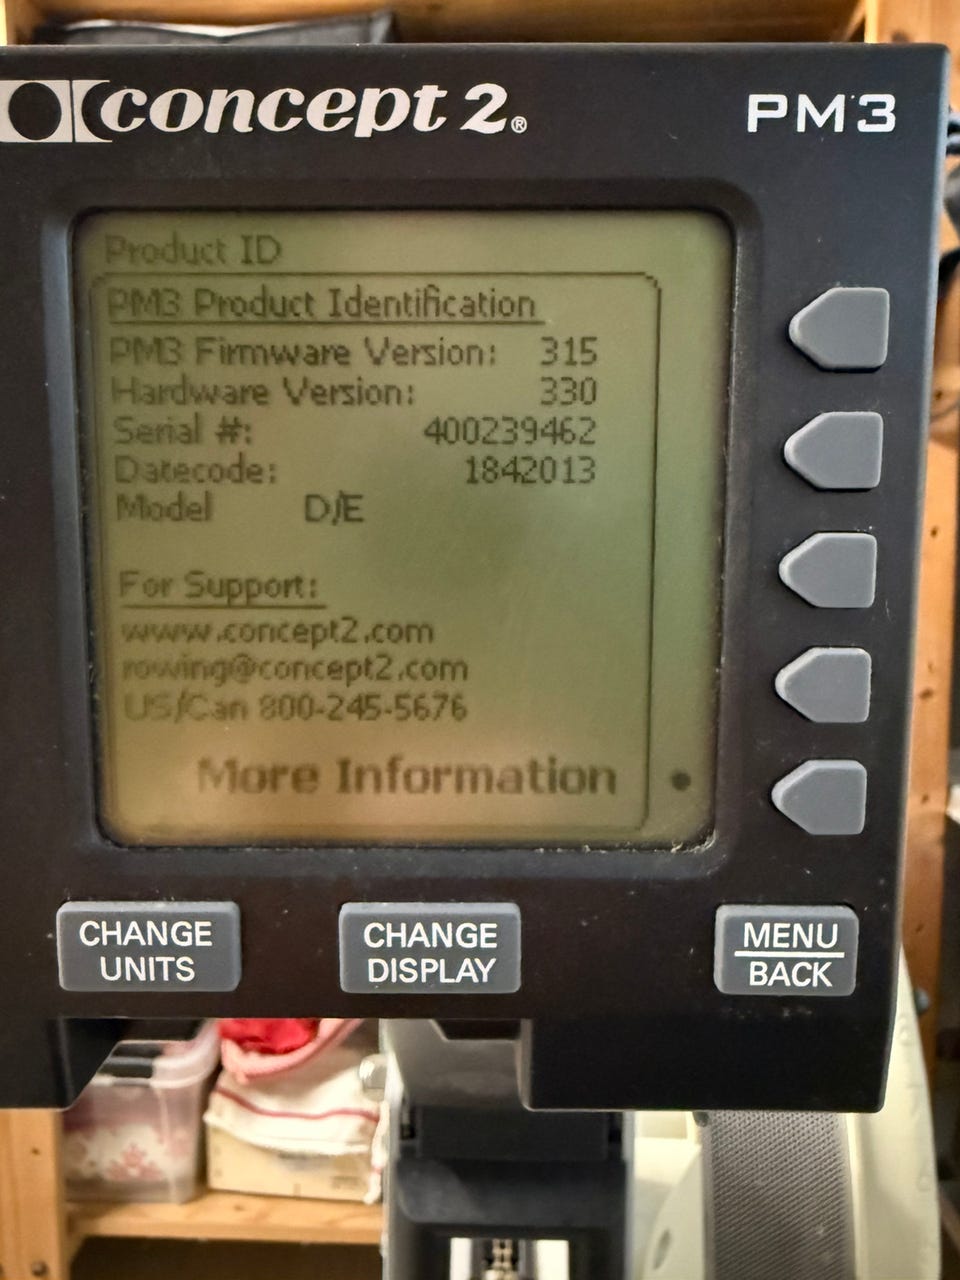 concept 2® PM3
Product ID
PM3 Product Identification
PM3 Firmware Version: 315
Hardware Version: 330
Serial #: 400239462
Datecode: 1842013
Model D/E
For Support:
www.concept2.com
rowing@concept2.com
US/Can 800-245-5676
More Information
CHANGE UNITS
CHANGE DISPLAY
MENU
BACK